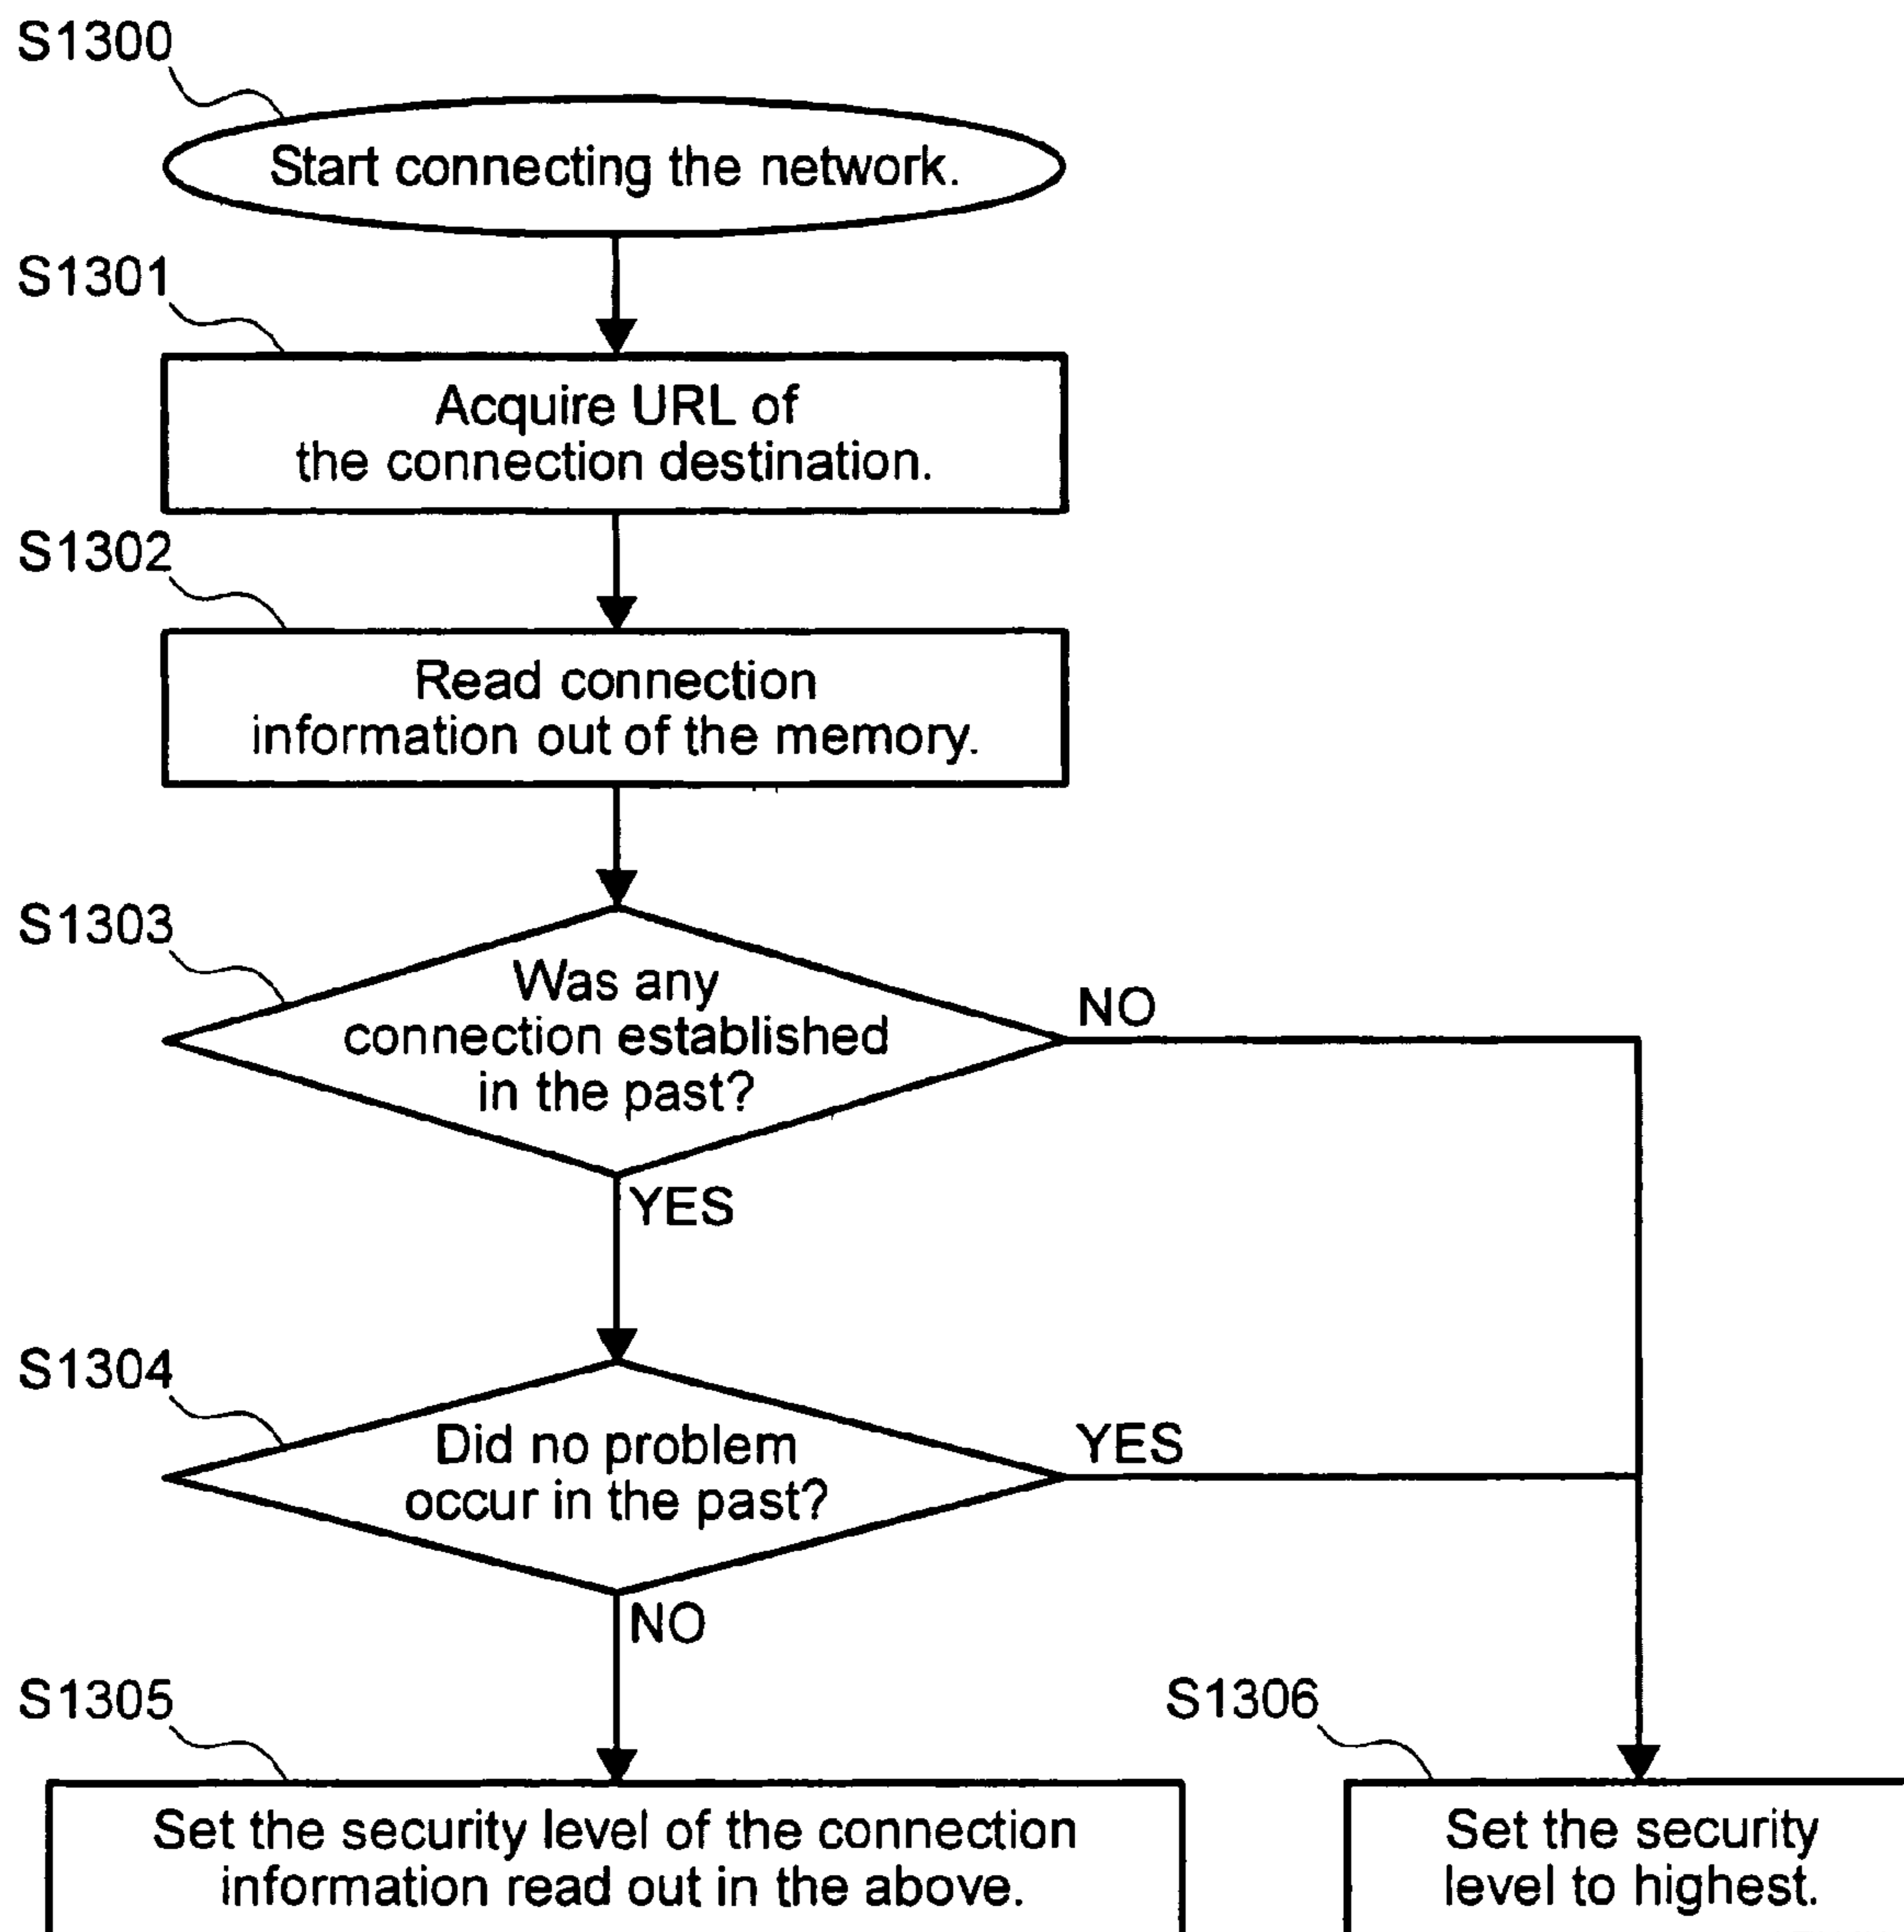 S1300
Start connecting the network.
S1301
Acquire URL of
the connection destination.
S1302
Read connection
information out of the memory.
S1303
Was any
connection established
in the past?
NO
YES
S1304
Did no problem
occur in the past?
YES
NO
S1305
Set the security level of the connection
information read out in the above.
S1306
Set the security
level to highest.